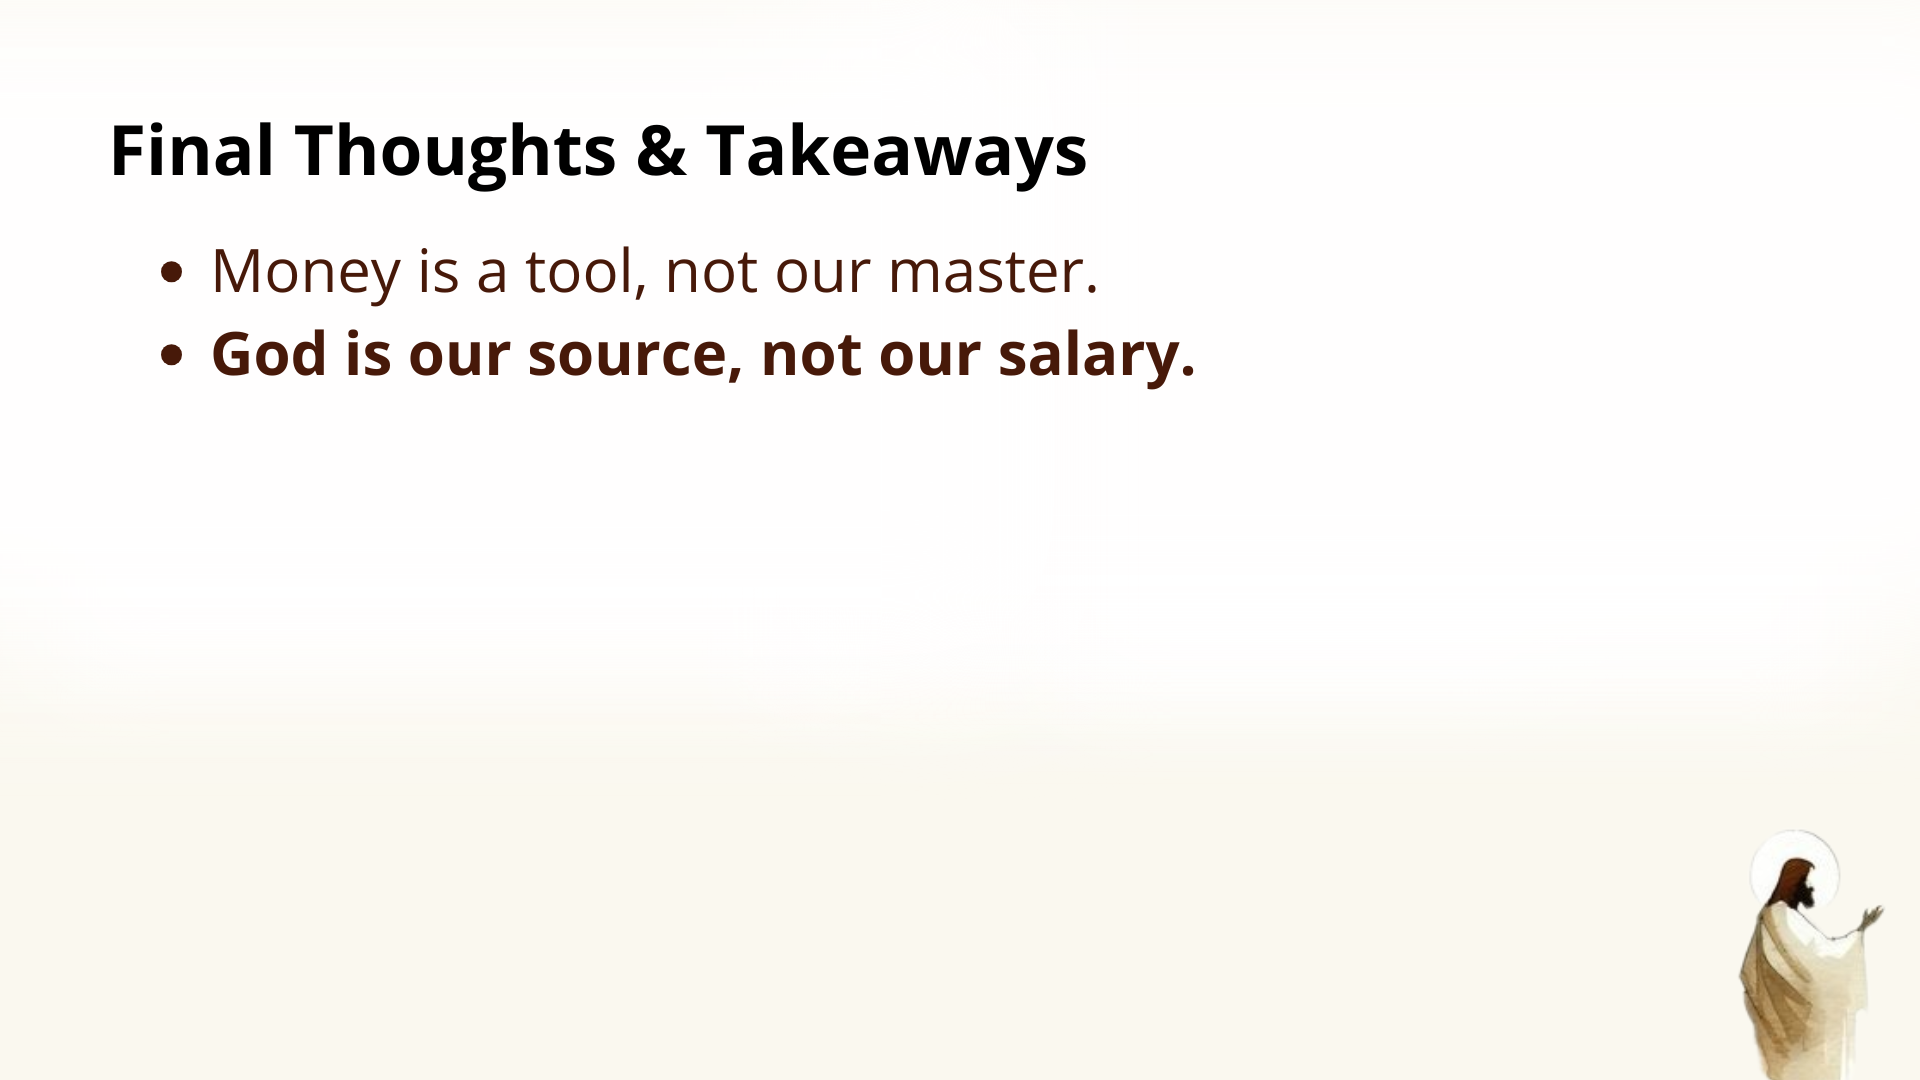 Final Thoughts & Takeaways
• Money is a tool, not our master.
• God is our source, not our salary.